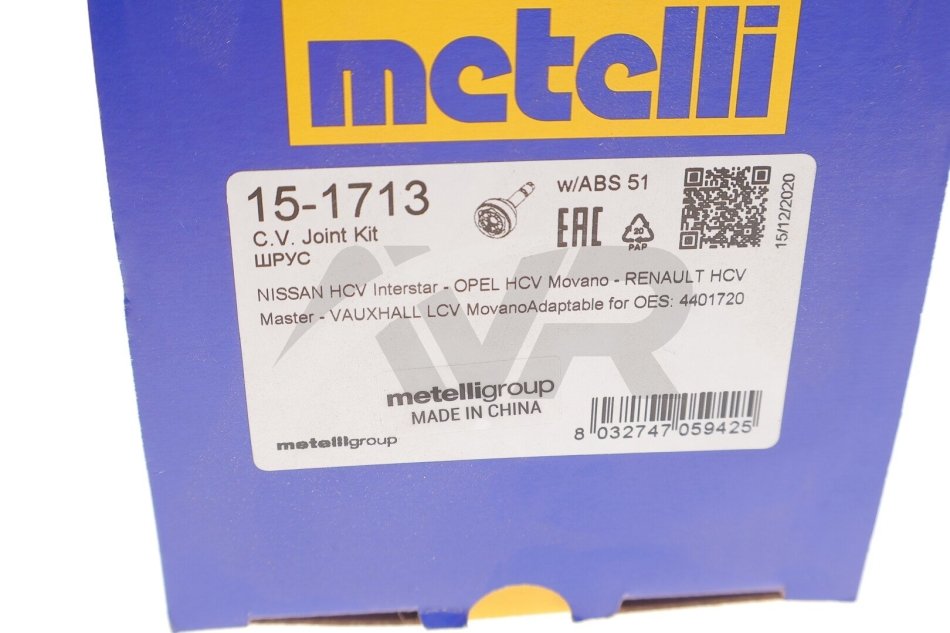 metelli
15-1713
C.V. Joint Kit
ШРУС
w/ABS 51
EAC
20
PAP
15/12/2020
NISSAN HCV Interstar - OPEL HCV Movano - RENAULT HCV
Master - VAUXHALL LCV MovanoAdaptable for OES: 4401720
IVR
metelligroup
MADE IN CHINA
metelligroup
8 032747 059425